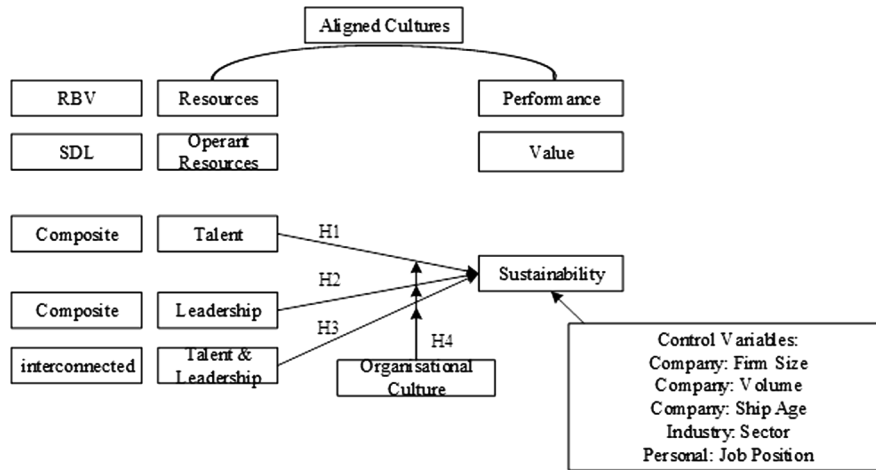 Aligned Cultures
RBV
Resources
Performance
SDL
Operant
Resources
Value
Composite
Talent
H1
Sustainability
Composite
Leadership
H2
H3
interconnected
Talent &
Leadership
H4
Organisational
Culture
Control Variables:
Company: Firm Size
Company: Volume
Company: Ship Age
Industry: Sector
Personal: Job Position